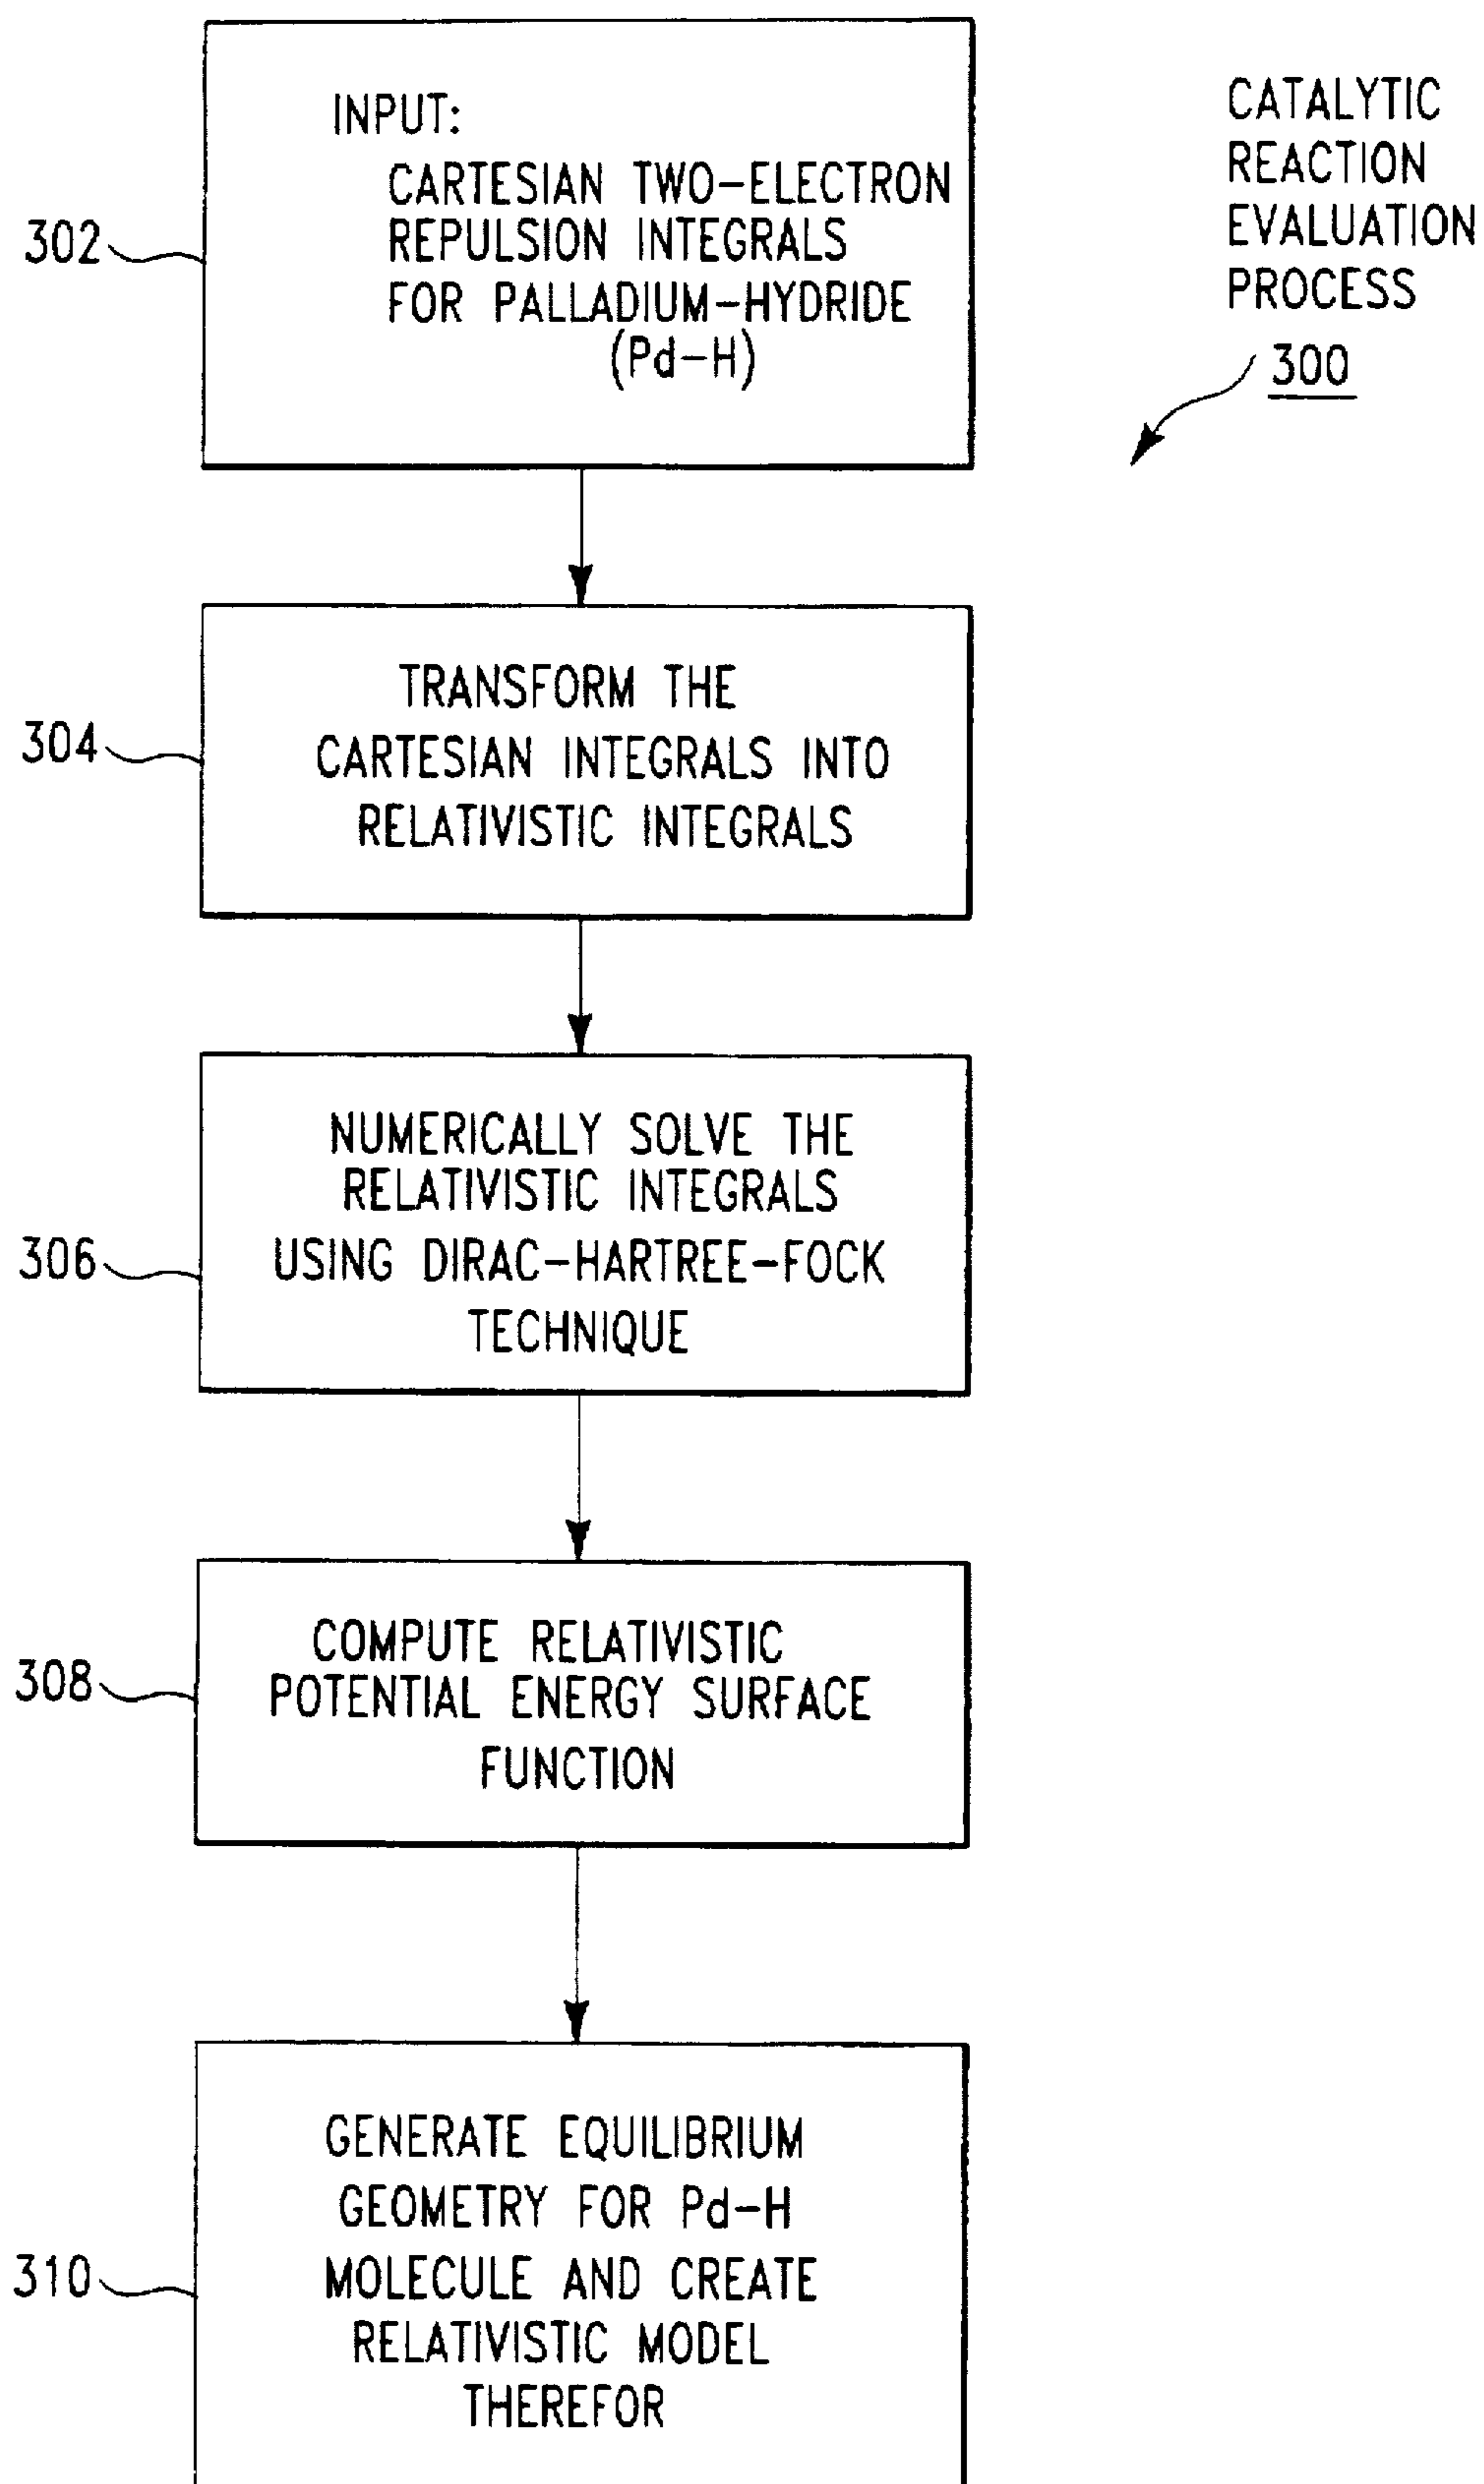 INPUT:
CARTESIAN TWO-ELECTRON
REPULSION INTEGRALS
FOR PALLADIUM-HYDRIDE
(Pd-H)
302
CATALYTIC
REACTION
EVALUATION
PROCESS
300
TRANSFORM THE
CARTESIAN INTEGRALS INTO
RELATIVISTIC INTEGRALS
304
NUMERICALLY SOLVE THE
RELATIVISTIC INTEGRALS
USING DIRAC-HARTREE-FOCK
TECHNIQUE
306
COMPUTE RELATIVISTIC
POTENTIAL ENERGY SURFACE
FUNCTION
308
GENERATE EQUILIBRIUM
GEOMETRY FOR Pd-H
MOLECULE AND CREATE
RELATIVISTIC MODEL
THEREFOR
310